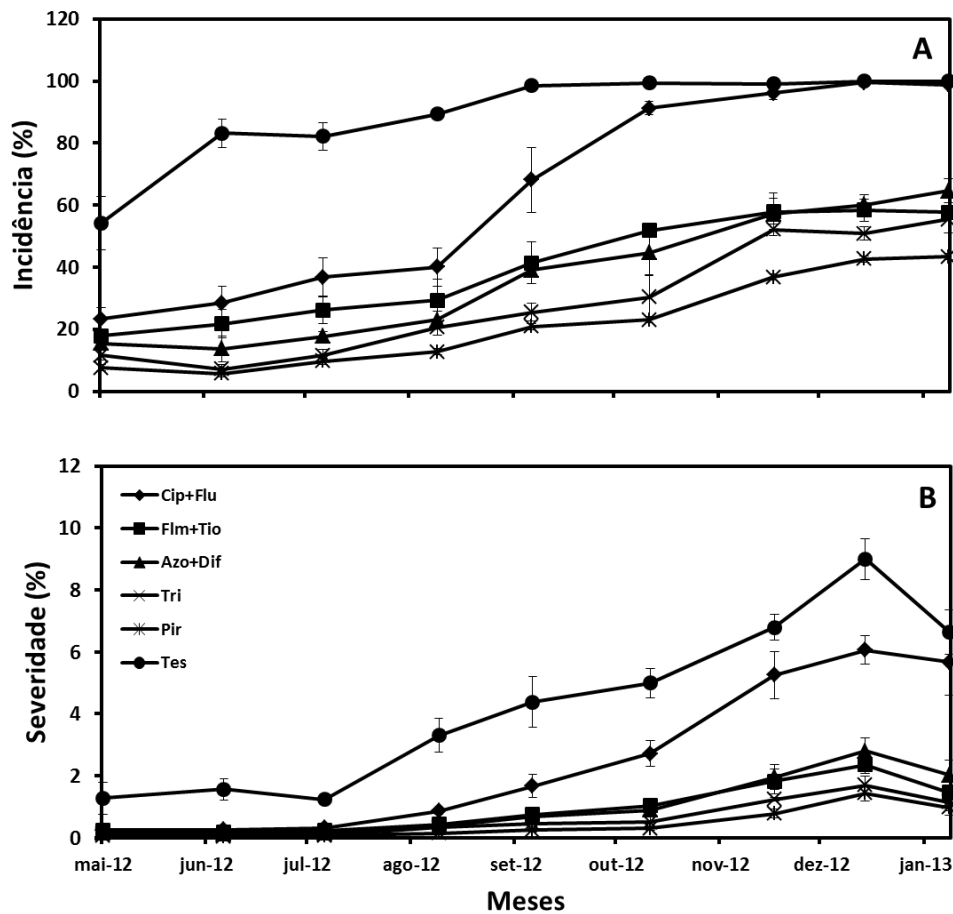 120
A
100
80
60
40
20
0
Incidência (%)
12
B
10
8
6
4
2
0
Severidade (%)
Cip+Flu
Flm+Tio
Azo+Dif
Tri
Pir
Tes
mai-12 jun-12 jul-12 ago-12 set-12 out-12 nov-12 dez-12 jan-13
Meses